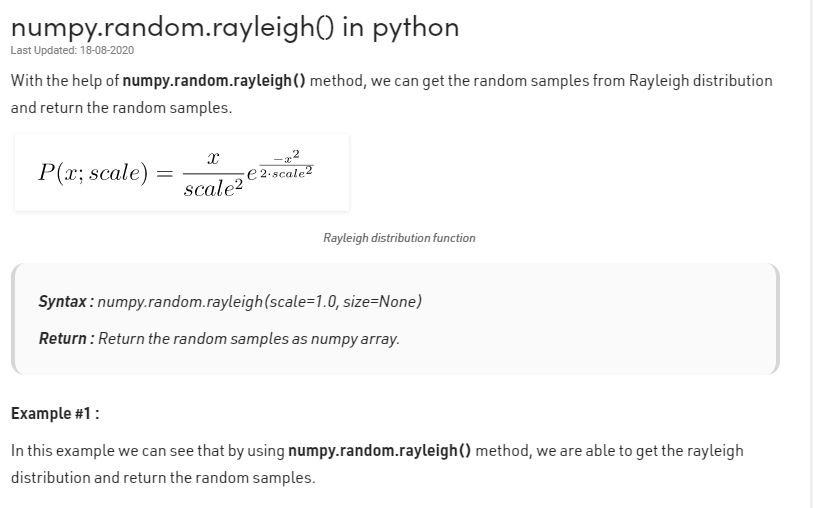 numpy.random.rayleigh() in python
Last Updated: 18-08-2020
With the help of numpy.random.rayleigh() method, we can get the random samples from Rayleigh distribution
and return the random samples.
P(x; scale) = \frac{x}{scale^2} e^{\frac{-x^2}{2·scale^2}}
Rayleigh distribution function
Syntax : numpy.random.rayleigh(scale=1.0, size=None)
Return : Return the random samples as numpy array.
Example #1 :
In this example we can see that by using numpy.random.rayleigh() method, we are able to get the rayleigh
distribution and return the random samples.